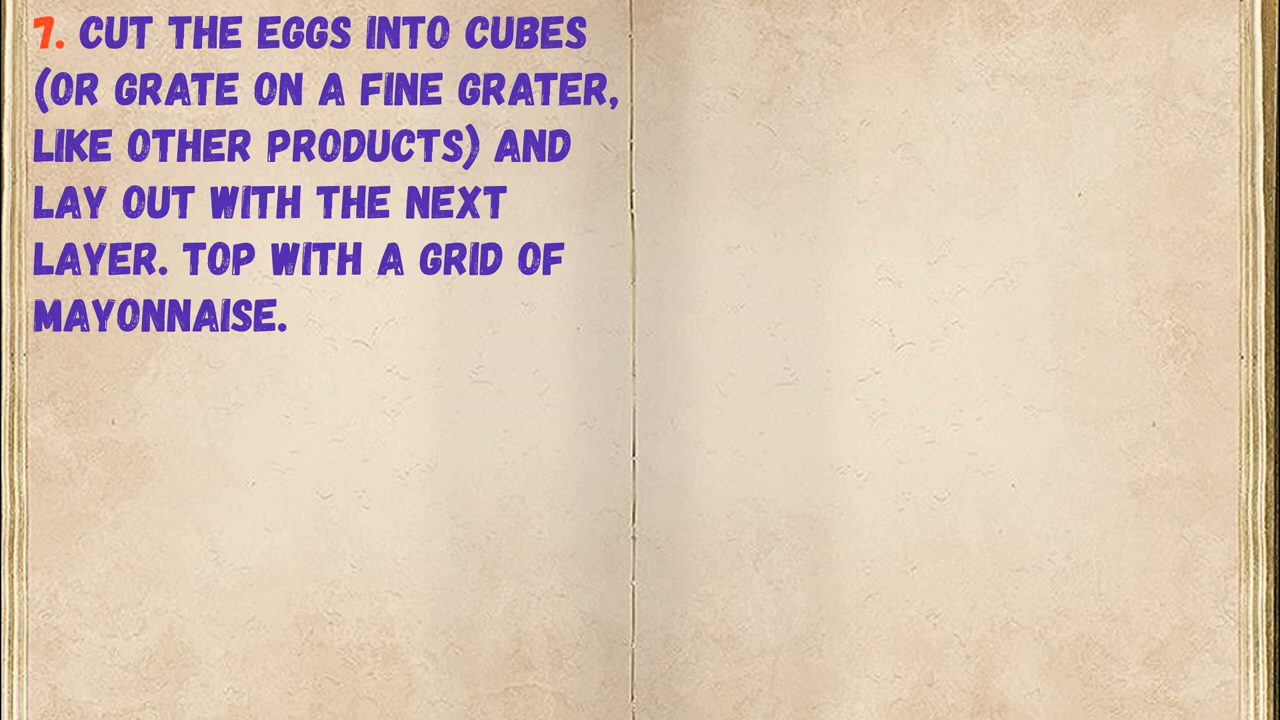 7. CUT THE EGGS INTO CUBES
(OR GRATE ON A FINE GRATER,
LIKE OTHER PRODUCTS) AND
LAY OUT WITH THE NEXT
LAYER. TOP WITH A GRID OF
MAYONNAISE.